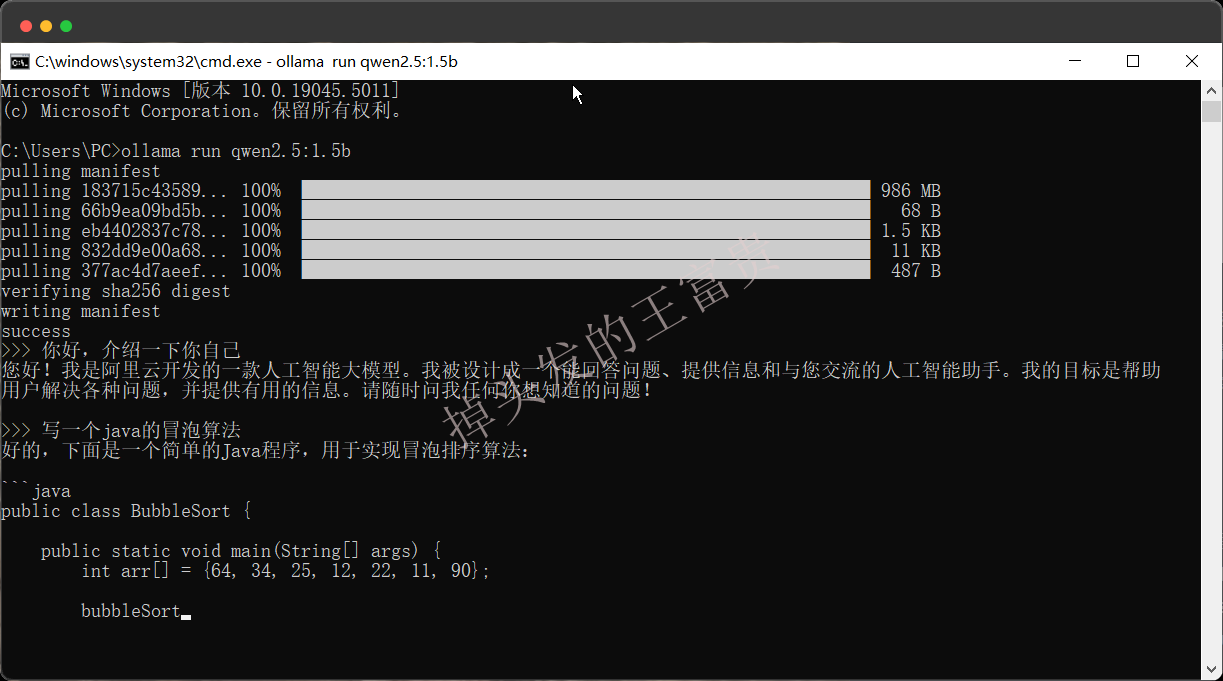 C:\windows\system32\cmd.exe - ollama  run qwen2.5:1.5b
Microsoft Windows [版本 10.0.19045.5011]
(c) Microsoft Corporation。保留所有权利。
C:\Users\PC>ollama run qwen2.5:1.5b
pulling manifest
pulling 183715c43589... 100% 986 MB
pulling 66b9ea09bd5b... 100% 68 B
pulling eb4402837c78... 100% 1.5 KB
pulling 832dd9e00a68... 100% 11 KB
pulling 377ac4d7aeef... 100% 487 B
verifying sha256 digest
writing manifest
success
>>> 你好，介绍一下你自己
您好！我是阿里云开发的一款人工智能大模型。我被设计成一个能回答问题、提供信息和与您交流的人工智能助手。我的目标是帮助
用户解决各种问题，并提供有用的信息。请随时问我任何你想知道的问题！
>>> 写一个java的冒泡算法
好的，下面是一个简单的Java程序，用于实现冒泡排序算法：
```java
public class BubbleSort {
    public static void main(String[] args) {
        int arr[] = {64, 34, 25, 12, 22, 11, 90};
        bubbleSort
掉头发的王富贵